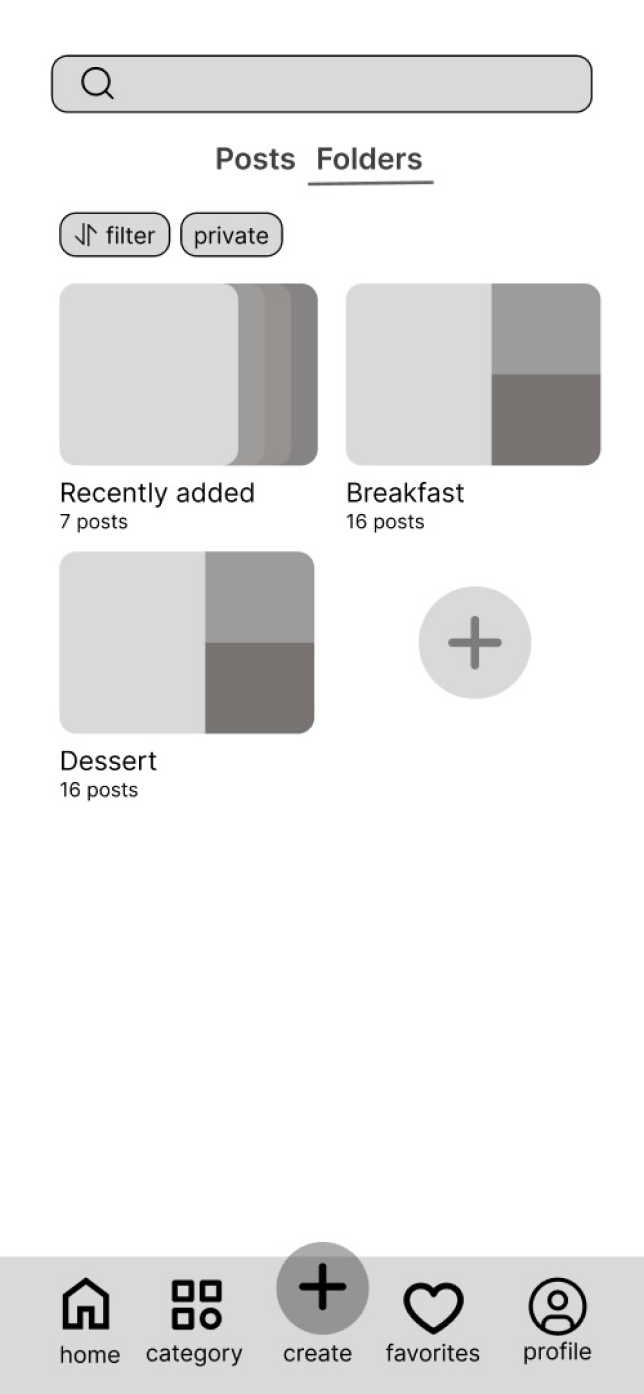 Posts Folders
filter private
Recently added Breakfast
7 posts 16 posts
Dessert
16 posts
home category create favorites profile